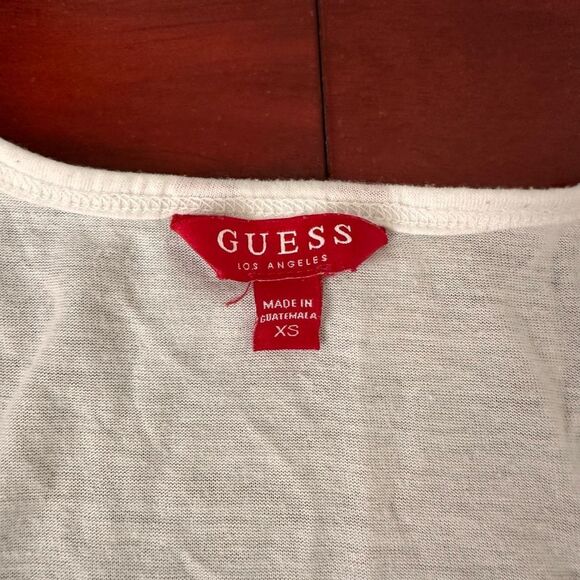 GUESS
LOS ANGELES
MADE IN
GUATEMALA
XS